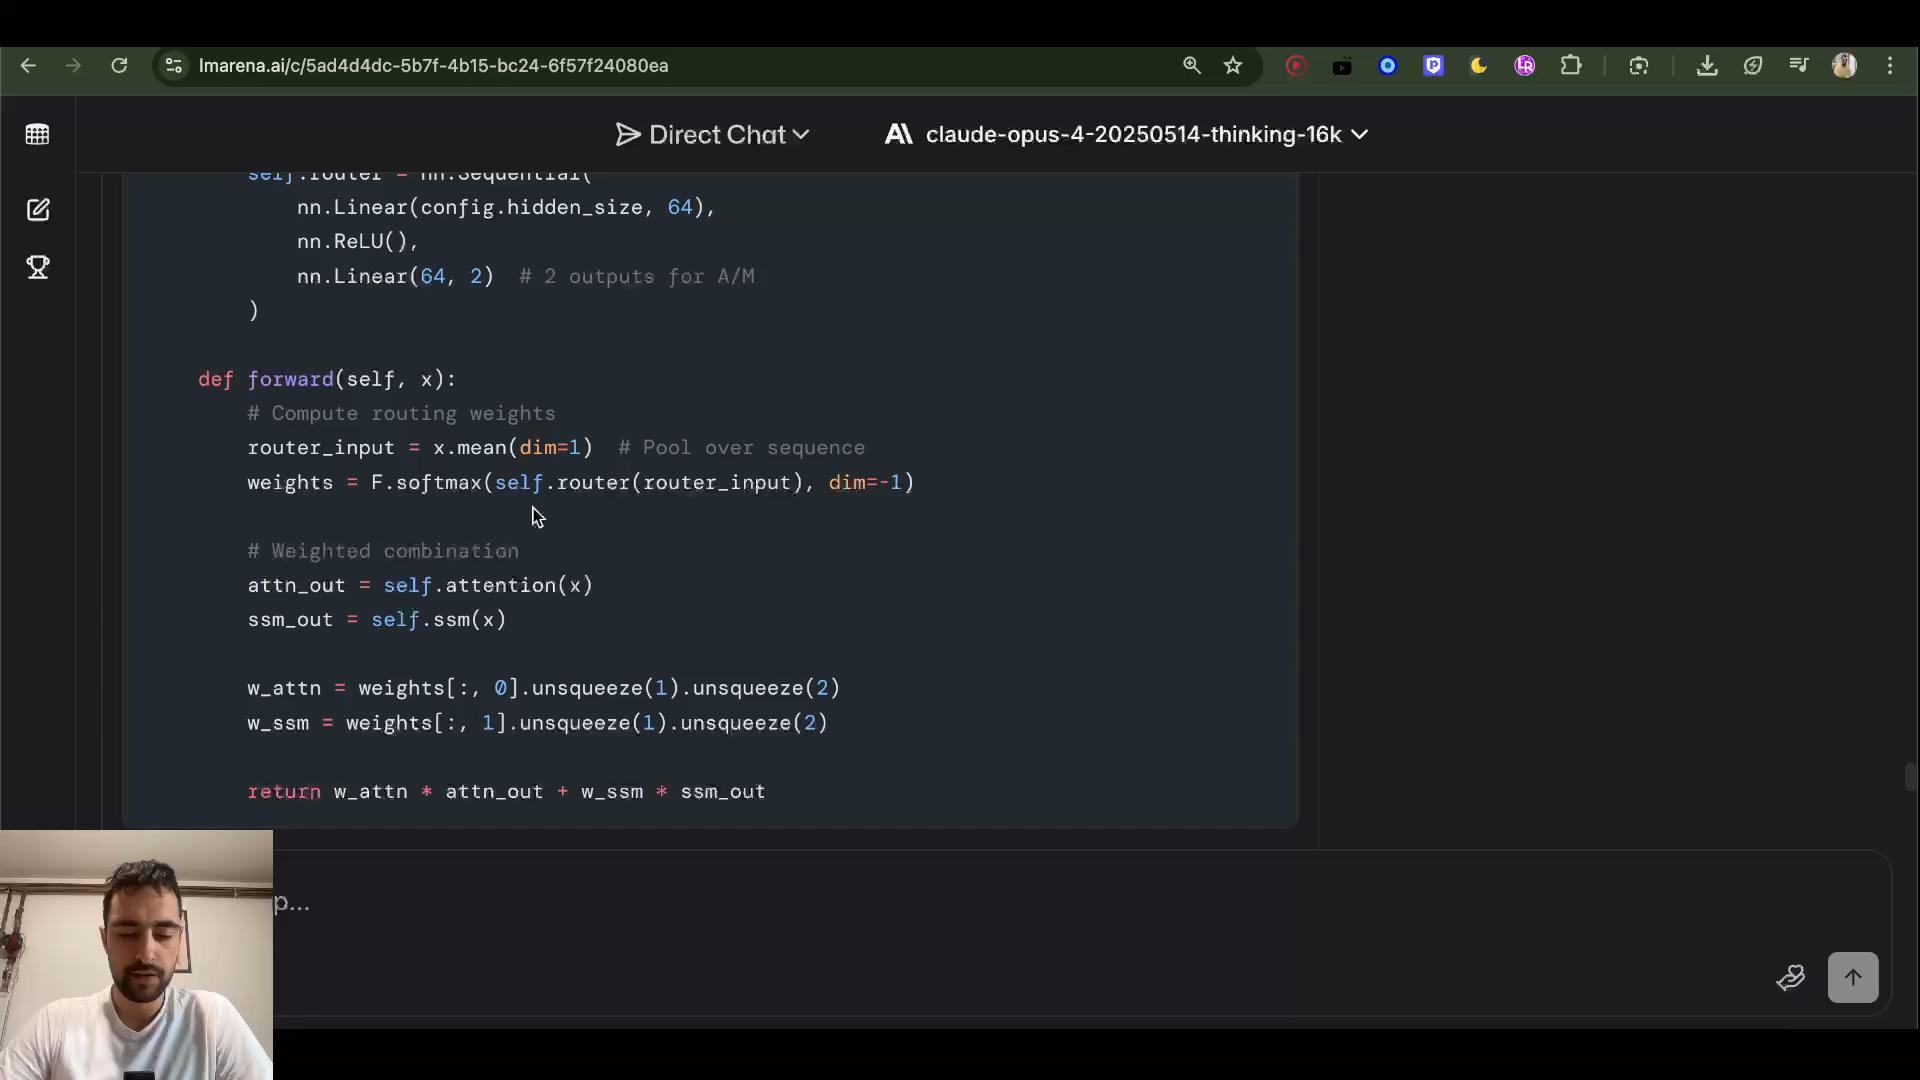 lmarena.ai/c/5ad4d4dc-5b7f-4b15-bc24-6f57f24080ea
Direct Chat
claude-opus-4-20250514-thinking-16k
self.router = nn.Sequential(
nn.Linear(config.hidden_size, 64),
nn.ReLU(),
nn.Linear(64, 2)  # 2 outputs for A/M
)
def forward(self, x):
# Compute routing weights
router_input = x.mean(dim=1)  # Pool over sequence
weights = F.softmax(self.router(router_input), dim=-1)
# Weighted combination
attn_out = self.attention(x)
ssm_out = self.ssm(x)
w_attn = weights[:, 0].unsqueeze(1).unsqueeze(2)
w_ssm = weights[:, 1].unsqueeze(1).unsqueeze(2)
return w_attn * attn_out + w_ssm * ssm_out
p...